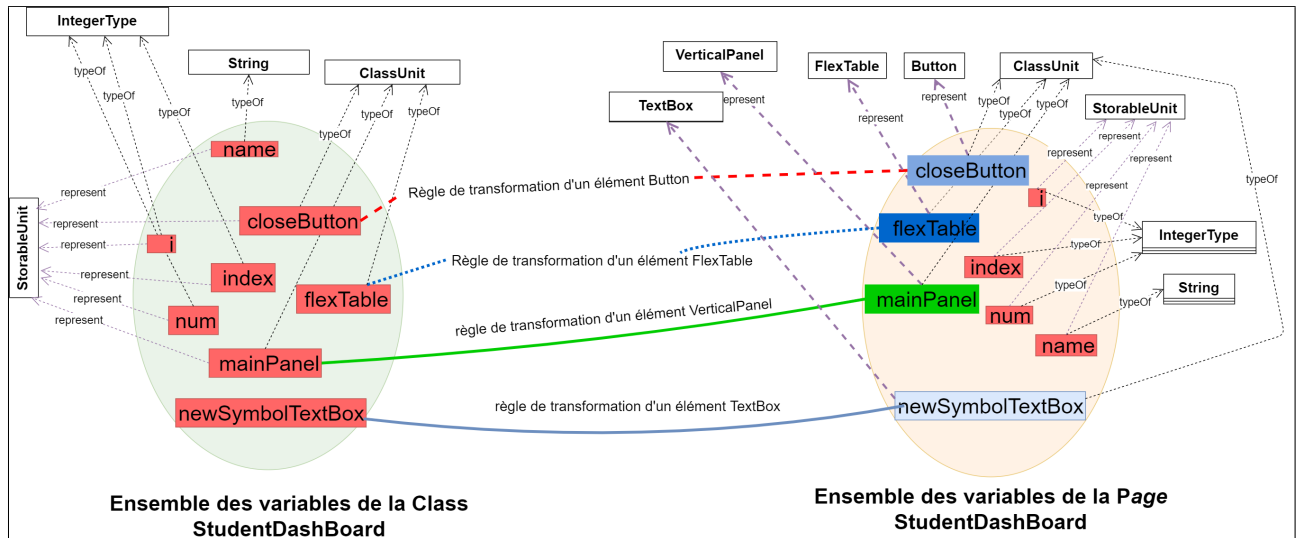 IntegerType
String
ClassUnit
typeOf
typeOf
typeOf
typeOf
typeOf
typeOf
typeOf
name
represent
closeButton
represent
StorableUnit
i
represent
index
represent
flexTable
represent
num
represent
mainPanel
newSymbolTextBox
Ensemble des variables de la Class
StudentDashBoard
Règle de transformation d'un élément Button
Règle de transformation d'un élément FlexTable
règle de transformation d'un élément VerticalPanel
règle de transformation d'un élément TextBox
VerticalPanel
FlexTable
Button
ClassUnit
TextBox
StorableUnit
epresent
represent
represent
typeOf
typeOf
typeOf
represent
represent
represent
represent
typeOf
closeButton
i
typeOf
flexTable
IntegerType
typeOf
index
typeOf
String
mainPanel
num
typeOf
name
newSymbolTextBox
Ensemble des variables de la Page
StudentDashBoard